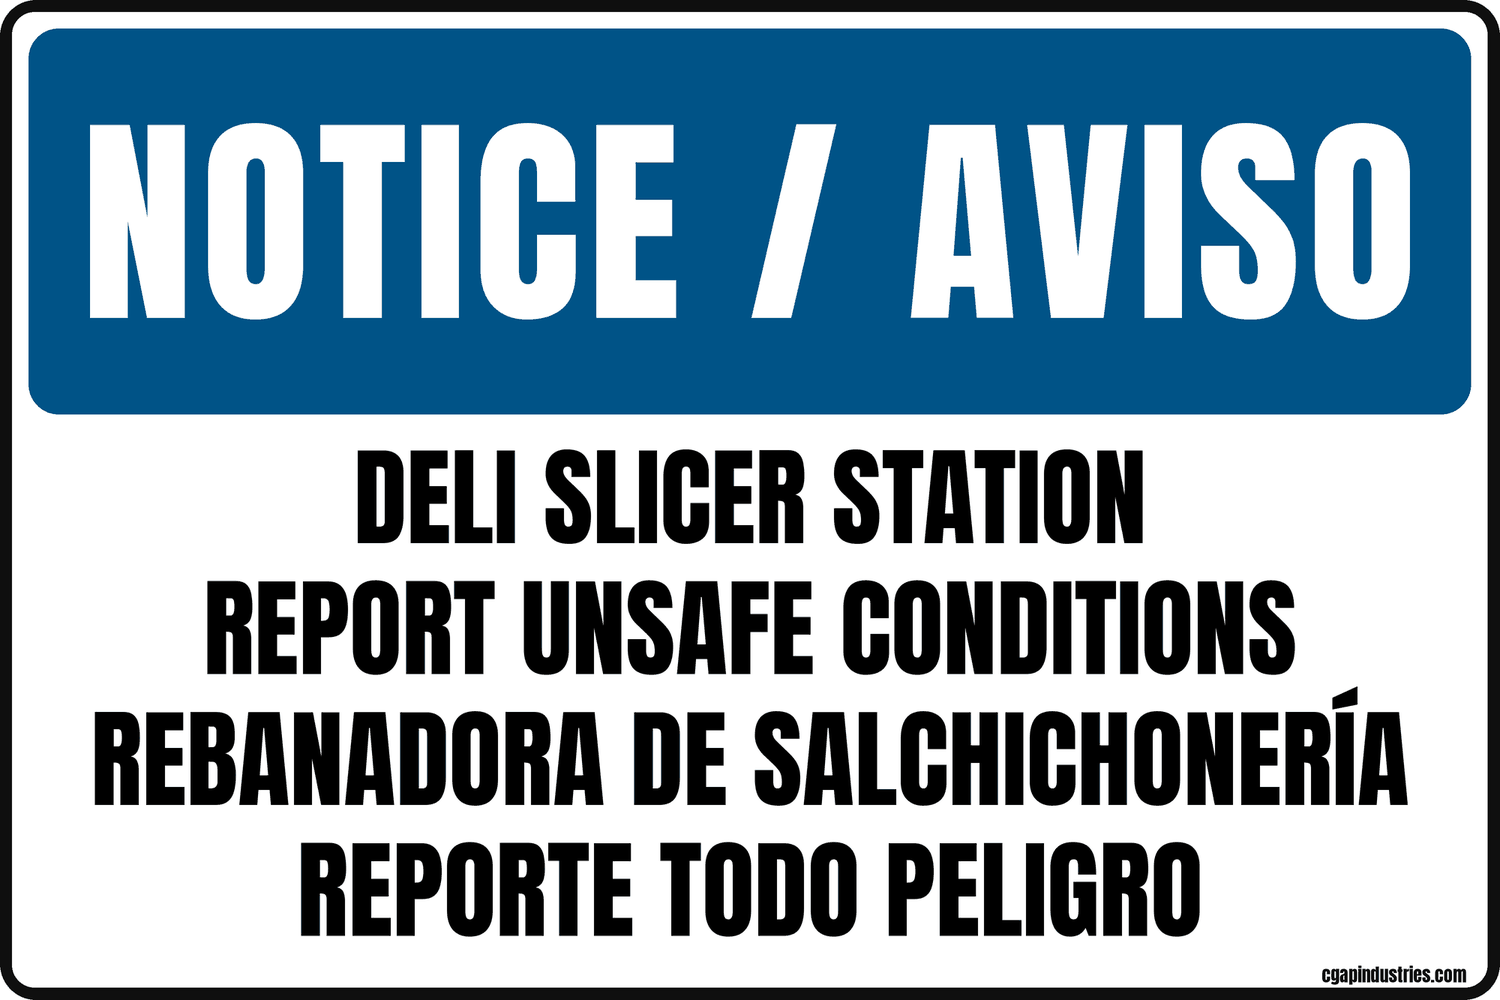 NOTICE / AVISO
DELI SLICER STATION
REPORT UNSAFE CONDITIONS
REBANADORA DE SALCHICHONERÍA
REPORTE TODO PELIGRO
cgapindustries.com